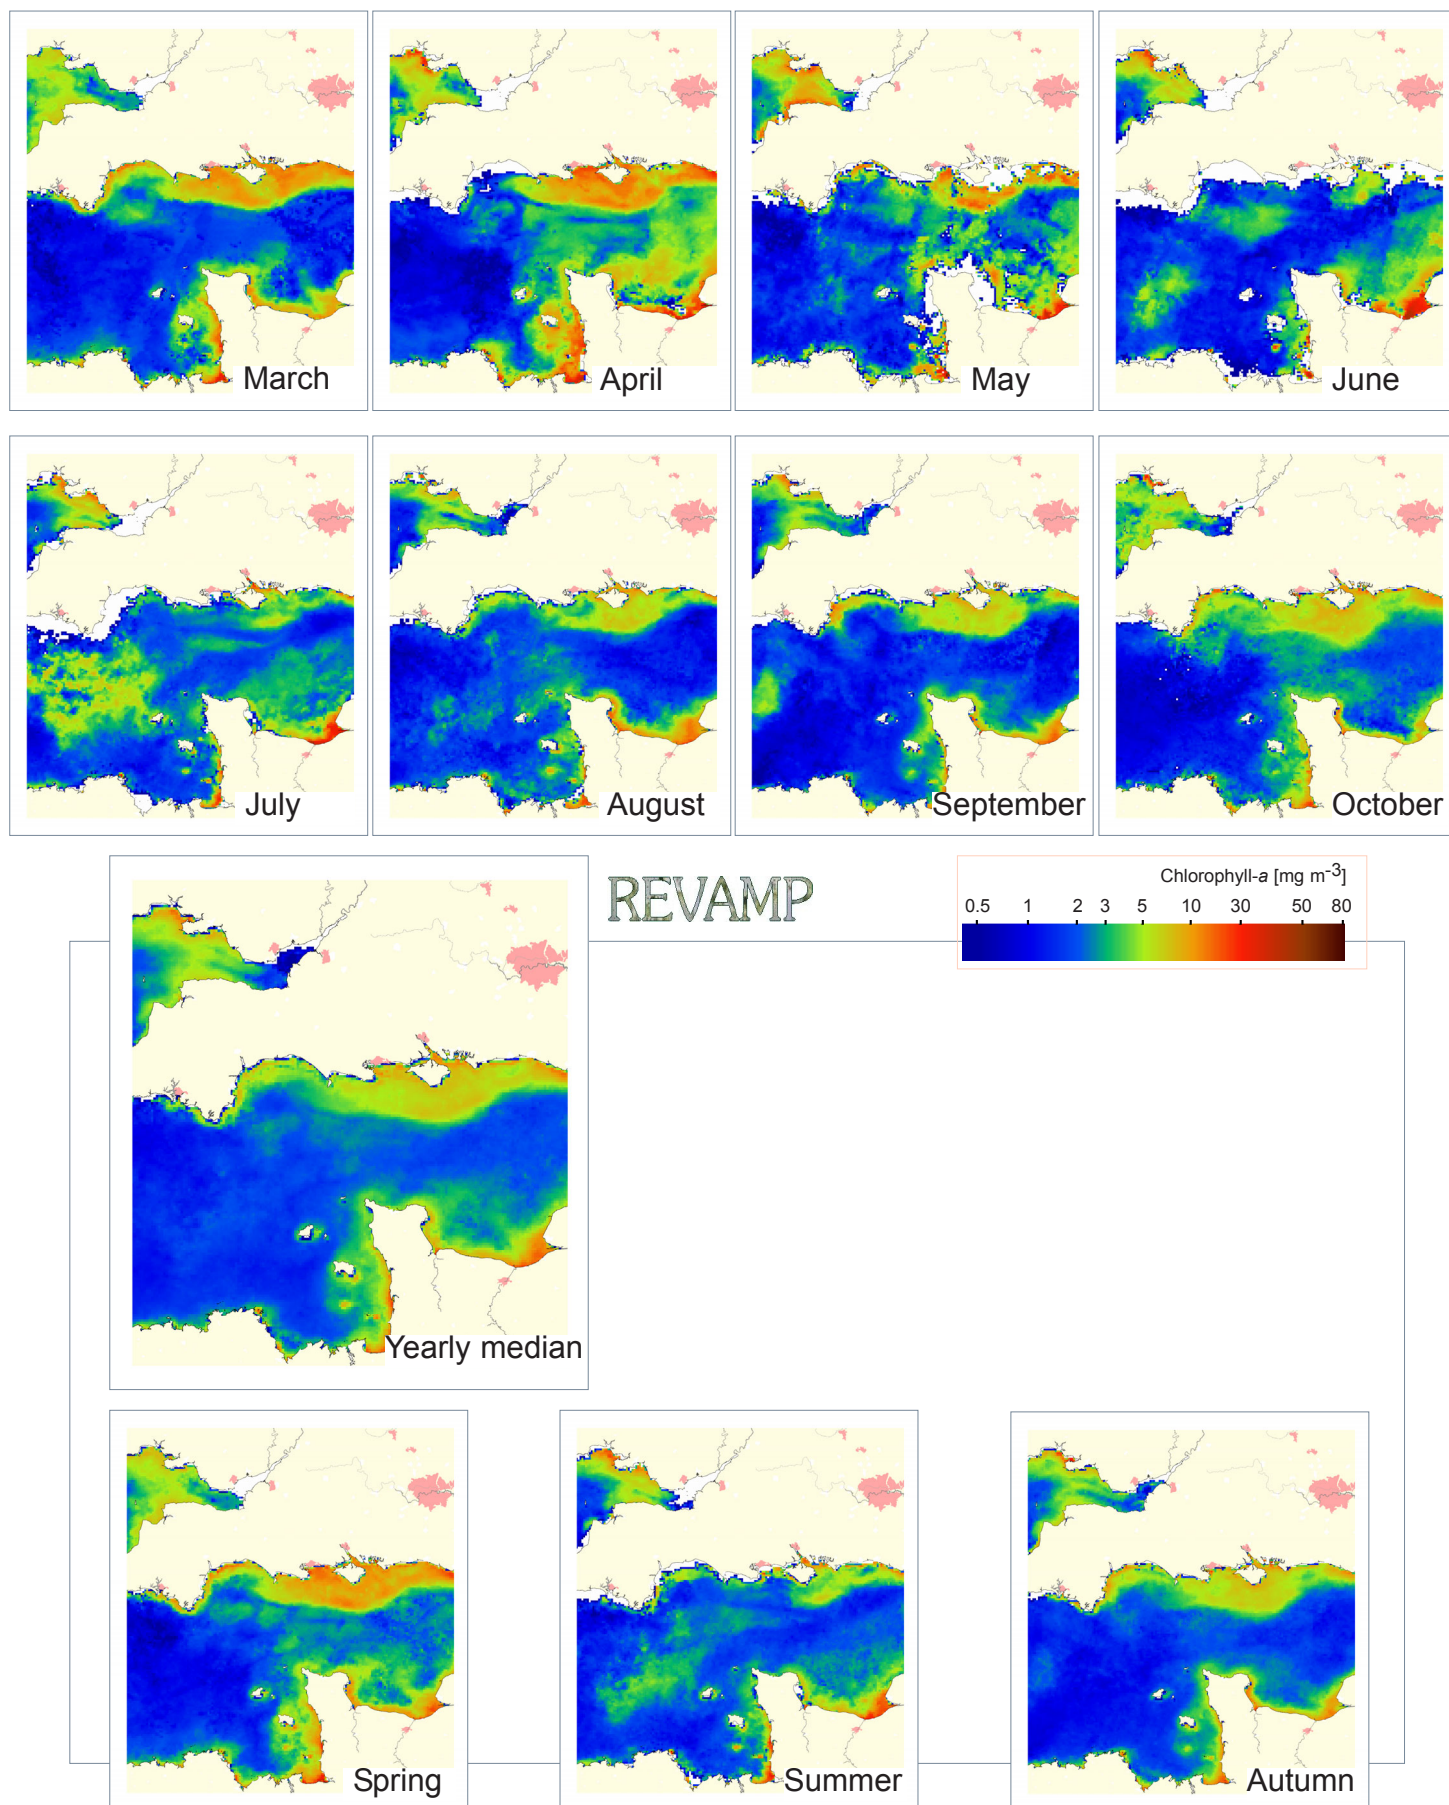 March
April
May
June
July
August
September
October
REVAMP
Chlorophyll-a [mg m-3]
0.5 1 2 3 5 10 30 50 80
Yearly median
Spring
Summer
Autumn